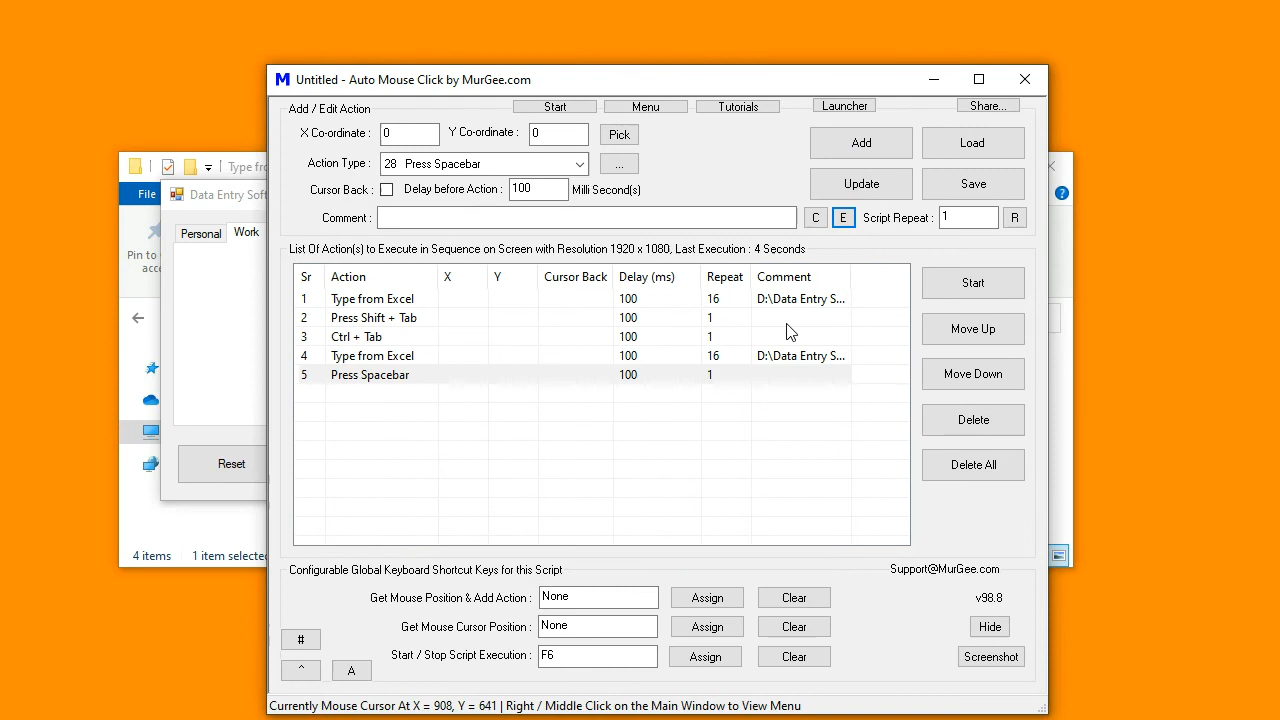 Untitled - Auto Mouse Click by MurGee.com
Add / Edit Action
Start
Menu
Tutorials
Launcher
Share...
X Co-ordinate :
0
Y Co-ordinate :
0
Pick
Add
Load
Action Type :
28 Press Spacebar
...
Cursor Back :
Delay before Action :
100
Milli Second(s)
Update
Save
Comment :
C
E
Script Repeat :
1
R
List Of Action(s) to Execute in Sequence on Screen with Resolution 1920 x 1080, Last Execution : 4 Seconds
Sr Action X Y Cursor Back Delay (ms) Repeat Comment
1 Type from Excel 100 16 D:\Data Entry S...
2 Press Shift + Tab 100 1
3 Ctrl + Tab 100 1
4 Type from Excel 100 16 D:\Data Entry S...
5 Press Spacebar 100 1
Start
Move Up
Move Down
Delete
Delete All
Configurable Global Keyboard Shortcut Keys for this Script
Support@MurGee.com
Get Mouse Position & Add Action :
None
Assign
Clear
v98.8
Get Mouse Cursor Position :
None
Assign
Clear
Hide
#
Start / Stop Script Execution :
F6
Assign
Clear
Screenshot
^
A
Currently Mouse Cursor At X = 908, Y = 641 | Right / Middle Click on the Main Window to View Menu
File
Pin to
Data Entry Soft
Personal
Work
Reset
4 items
1 item selected